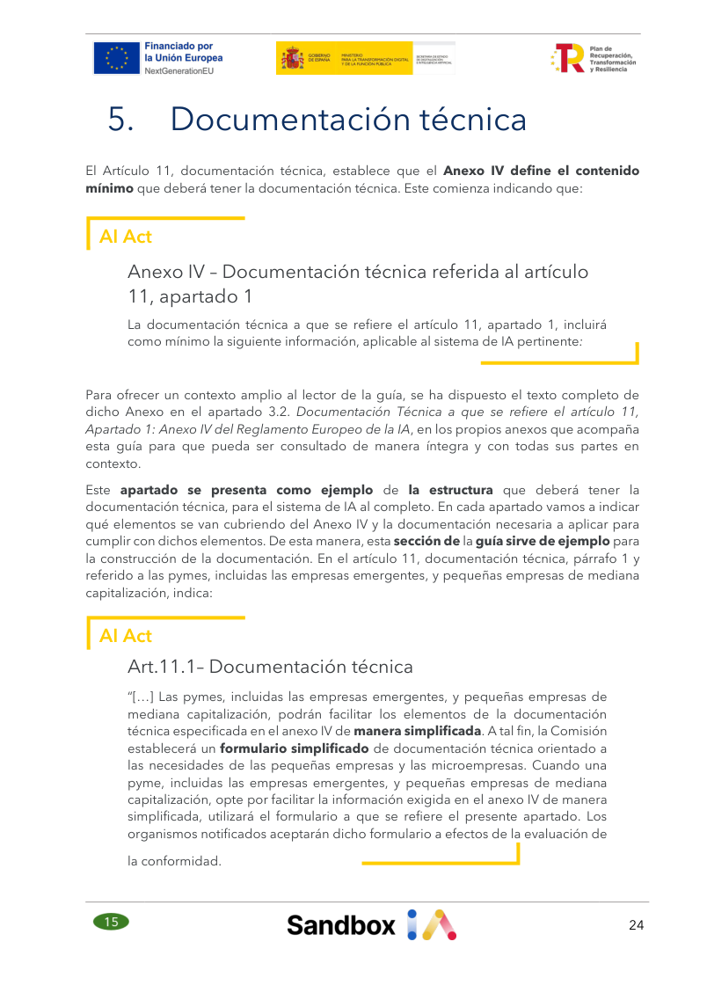 Financiado por
la Unión Europea
NextGenerationEU
GOBIERNO
DE ESPAÑA
MINISTERIO
PARA LA TRANSFORMACIÓN DIGITAL
Y DE LA FUNCIÓN PÚBLICA
SECRETARÍA DE ESTADO
DE DIGITALIZACIÓN
E INTELIGENCIA ARTIFICIAL
Plan de
Recuperación,
Transformación
y Resiliencia
5. Documentación técnica
El Artículo 11, documentación técnica, establece que el Anexo IV define el contenido
mínimo que deberá tener la documentación técnica. Este comienza indicando que:
AI Act
Anexo IV – Documentación técnica referida al artículo
11, apartado 1
La documentación técnica a que se refiere el artículo 11, apartado 1, incluirá
como mínimo la siguiente información, aplicable al sistema de IA pertinente:
Para ofrecer un contexto amplio al lector de la guía, se ha dispuesto el texto completo de
dicho Anexo en el apartado 3.2. Documentación Técnica a que se refiere el artículo 11,
Apartado 1: Anexo IV del Reglamento Europeo de la IA, en los propios anexos que acompaña
esta guía para que pueda ser consultado de manera íntegra y con todas sus partes en
contexto.
Este apartado se presenta como ejemplo de la estructura que deberá tener la
documentación técnica, para el sistema de IA al completo. En cada apartado vamos a indicar
qué elementos se van cubriendo del Anexo IV y la documentación necesaria a aplicar para
cumplir con dichos elementos. De esta manera, esta sección de la guía sirve de ejemplo para
la construcción de la documentación. En el artículo 11, documentación técnica, párrafo 1 y
referido a las pymes, incluidas las empresas emergentes, y pequeñas empresas de mediana
capitalización, indica:
AI Act
Art.11.1– Documentación técnica
“[…] Las pymes, incluidas las empresas emergentes, y pequeñas empresas de
mediana capitalización, podrán facilitar los elementos de la documentación
técnica especificada en el anexo IV de manera simplificada. A tal fin, la Comisión
establecerá un formulario simplificado de documentación técnica orientado a
las necesidades de las pequeñas empresas y las microempresas. Cuando una
pyme, incluidas las empresas emergentes, y pequeñas empresas de mediana
capitalización, opte por facilitar la información exigida en el anexo IV de manera
simplificada, utilizará el formulario a que se refiere el presente apartado. Los
organismos notificados aceptarán dicho formulario a efectos de la evaluación de
la conformidad.
15
Sandbox IA
24